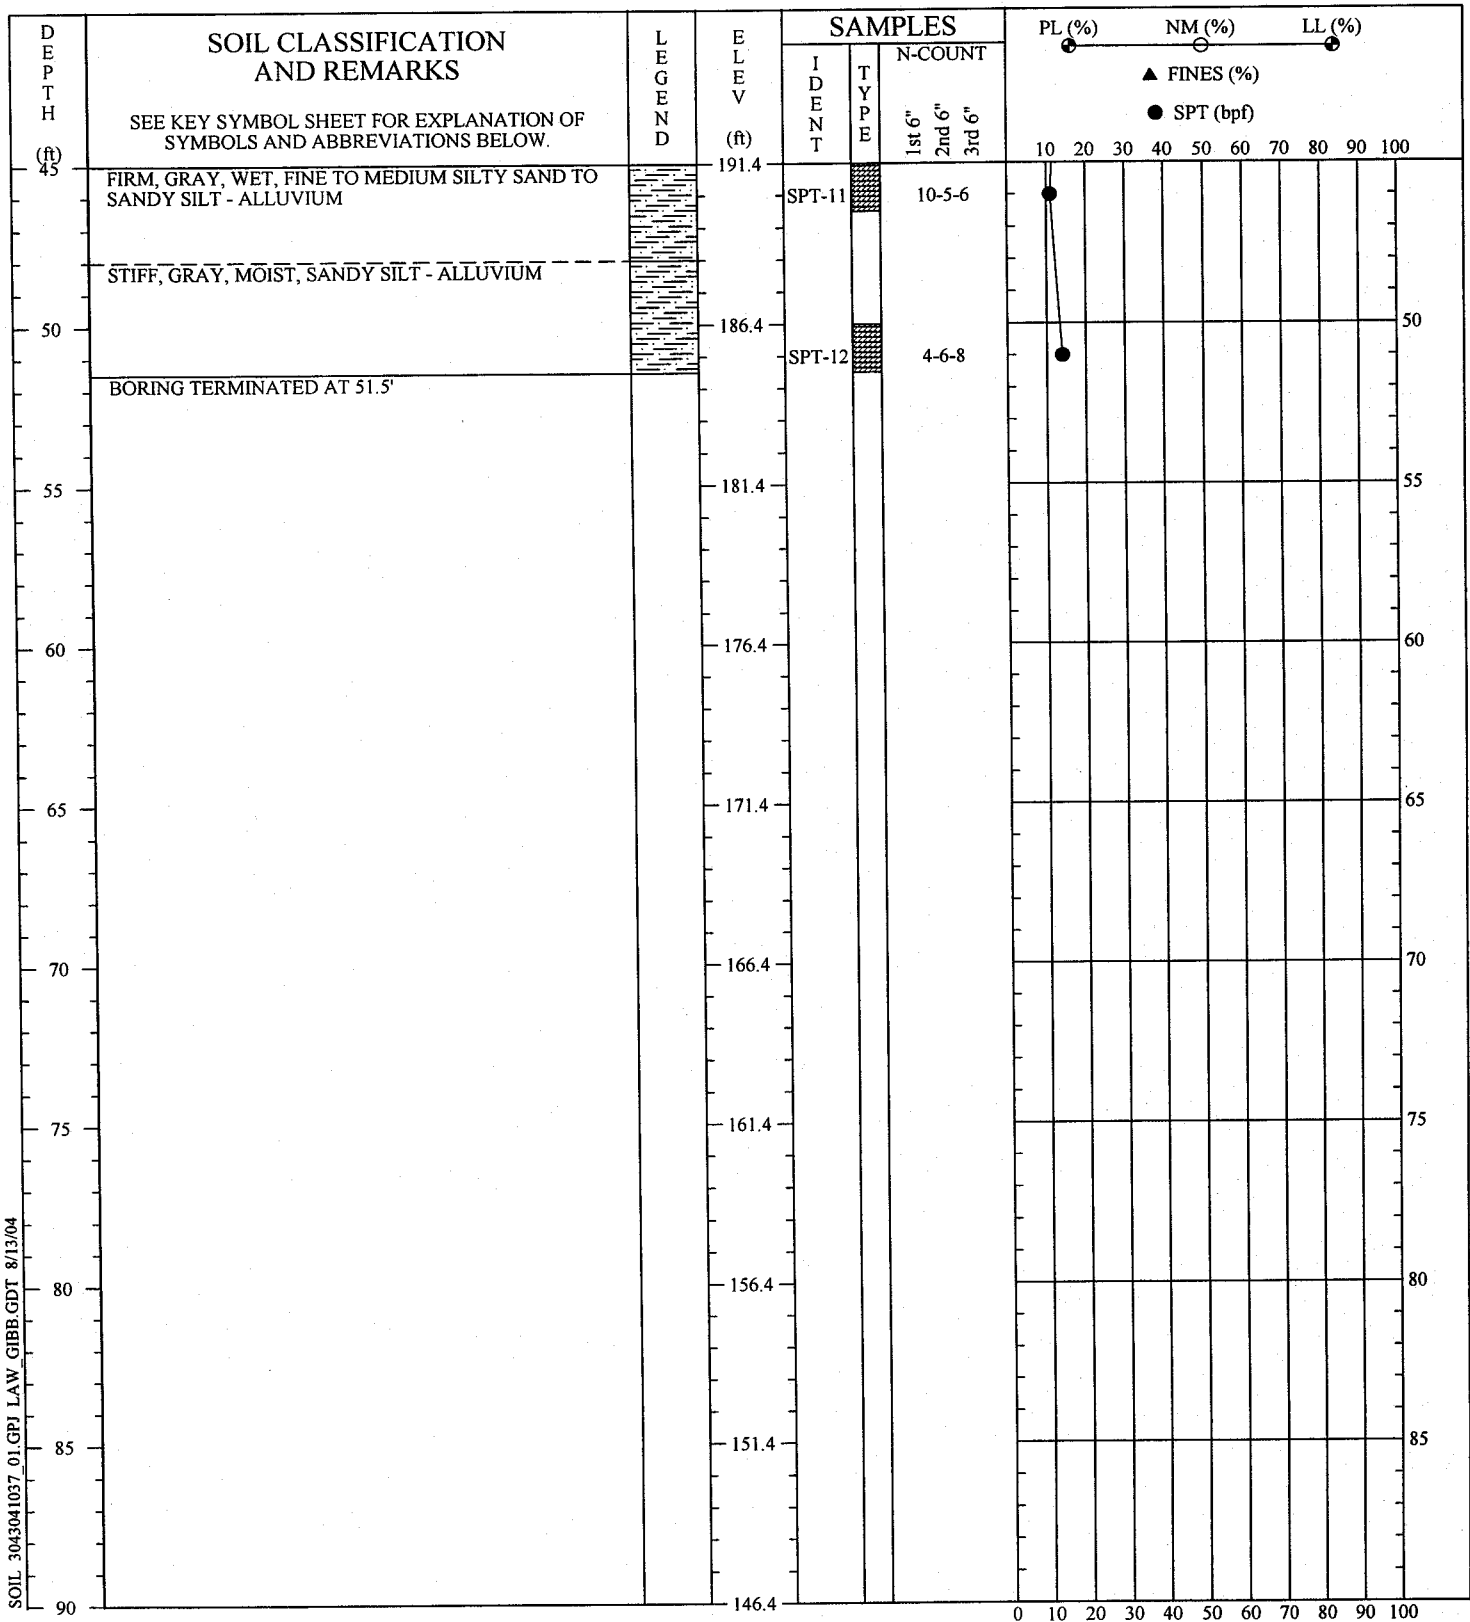 DEPTH
(ft)
SOIL CLASSIFICATION
AND REMARKS
SEE KEY SYMBOL SHEET FOR EXPLANATION OF
SYMBOLS AND ABBREVIATIONS BELOW.
LEGEND
ELEV
(ft)
SAMPLES
IDENT
TYPE
N-COUNT
1st 6"
2nd 6"
3rd 6"
PL (%) NM (%) LL (%)
▲ FINES (%)
● SPT (bpf)
10 20 30 40 50 60 70 80 90 100
45
191.4
FIRM, GRAY, WET, FINE TO MEDIUM SILTY SAND TO
SANDY SILT - ALLUVIUM
SPT-11 10-5-6
STIFF, GRAY, MOIST, SANDY SILT - ALLUVIUM
50 186.4 50
SPT-12 4-6-8
BORING TERMINATED AT 51.5'
55 181.4 55
60 176.4 60
65 171.4 65
70 166.4 70
75 161.4 75
80 156.4 80
85 151.4 85
90 146.4
0 10 20 30 40 50 60 70 80 90 100
SOIL 3043041037_01.GPJ LAW_GIBB.GDT 8/13/04